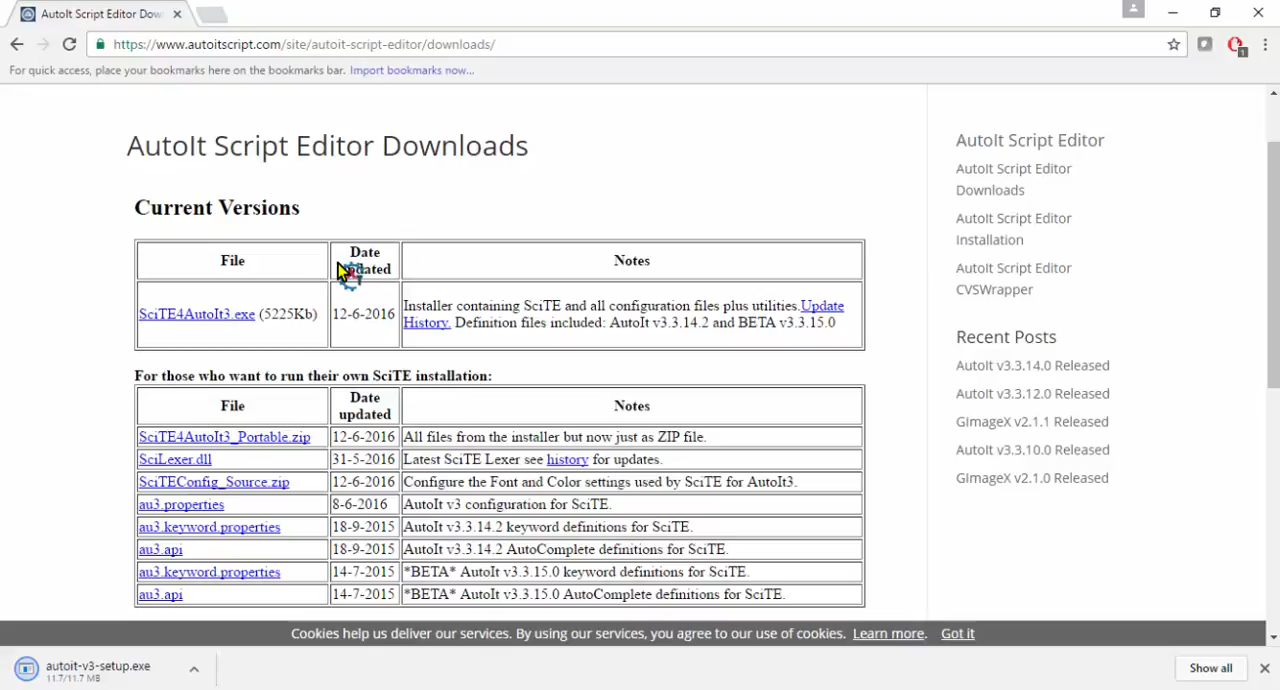 AutoIt Script Editor Dow
https://www.autoitscript.com/site/autoit-script-editor/downloads/
1
For quick access, place your bookmarks here on the bookmarks bar. Import bookmarks now...
AutoIt Script Editor Downloads
Current Versions
File Date updated Notes
SciTE4AutoIt3.exe (5225Kb) 12-6-2016 Installer containing SciTE and all configuration files plus utilities.Update
History. Definition files included: AutoIt v3.3.14.2 and BETA v3.3.15.0
For those who want to run their own SciTE installation:
File Date updated Notes
SciTE4AutoIt3_Portable.zip 12-6-2016 All files from the installer but now just as ZIP file.
SciLexer.dll 31-5-2016 Latest SciTE Lexer see history for updates.
SciTEConfig_Source.zip 12-6-2016 Configure the Font and Color settings used by SciTE for AutoIt3.
au3.properties 8-6-2016 AutoIt v3 configuration for SciTE.
au3.keyword.properties 18-9-2015 AutoIt v3.3.14.2 keyword definitions for SciTE.
au3.api 18-9-2015 AutoIt v3.3.14.2 AutoComplete definitions for SciTE.
au3.keyword.properties 14-7-2015 *BETA* AutoIt v3.3.15.0 keyword definitions for SciTE.
au3.api 14-7-2015 *BETA* AutoIt v3.3.15.0 AutoComplete definitions for SciTE.
AutoIt Script Editor
AutoIt Script Editor
Downloads
AutoIt Script Editor
Installation
AutoIt Script Editor
CVSWrapper
Recent Posts
AutoIt v3.3.14.0 Released
AutoIt v3.3.12.0 Released
GImageX v2.1.1 Released
AutoIt v3.3.10.0 Released
GImageX v2.1.0 Released
Cookies help us deliver our services. By using our services, you agree to our use of cookies. Learn more. Got it
autoit-v3-setup.exe
11.7/11.7 MB
Show all